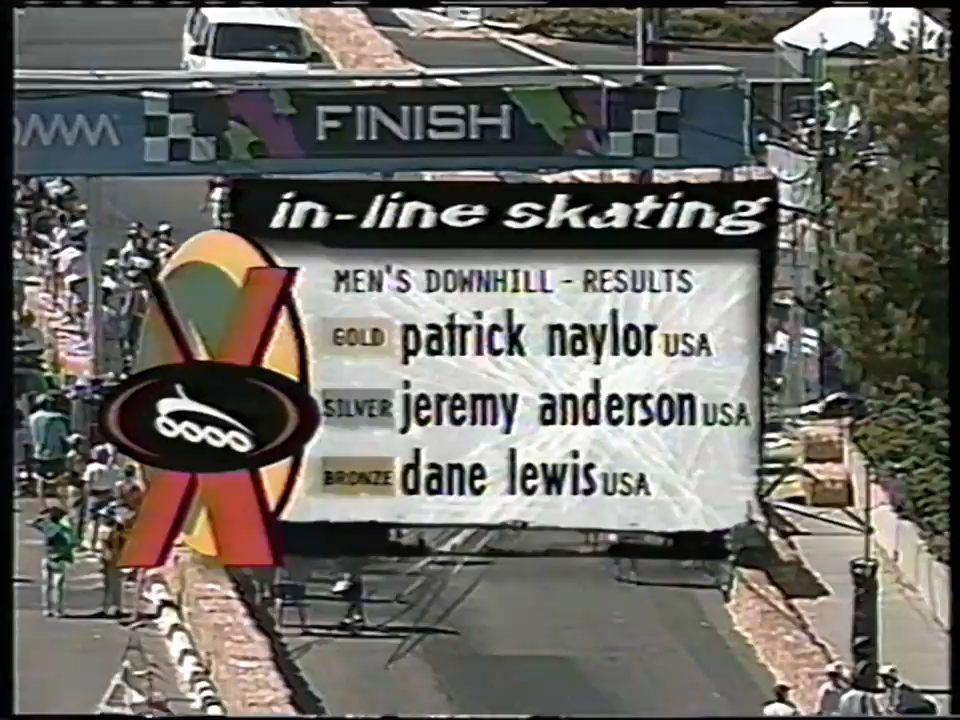 FINISH
in-line skating
MEN'S DOWNHILL - RESULTS
GOLD patrick naylor USA
SILVER jeremy anderson USA
BRONZE dane lewis USA